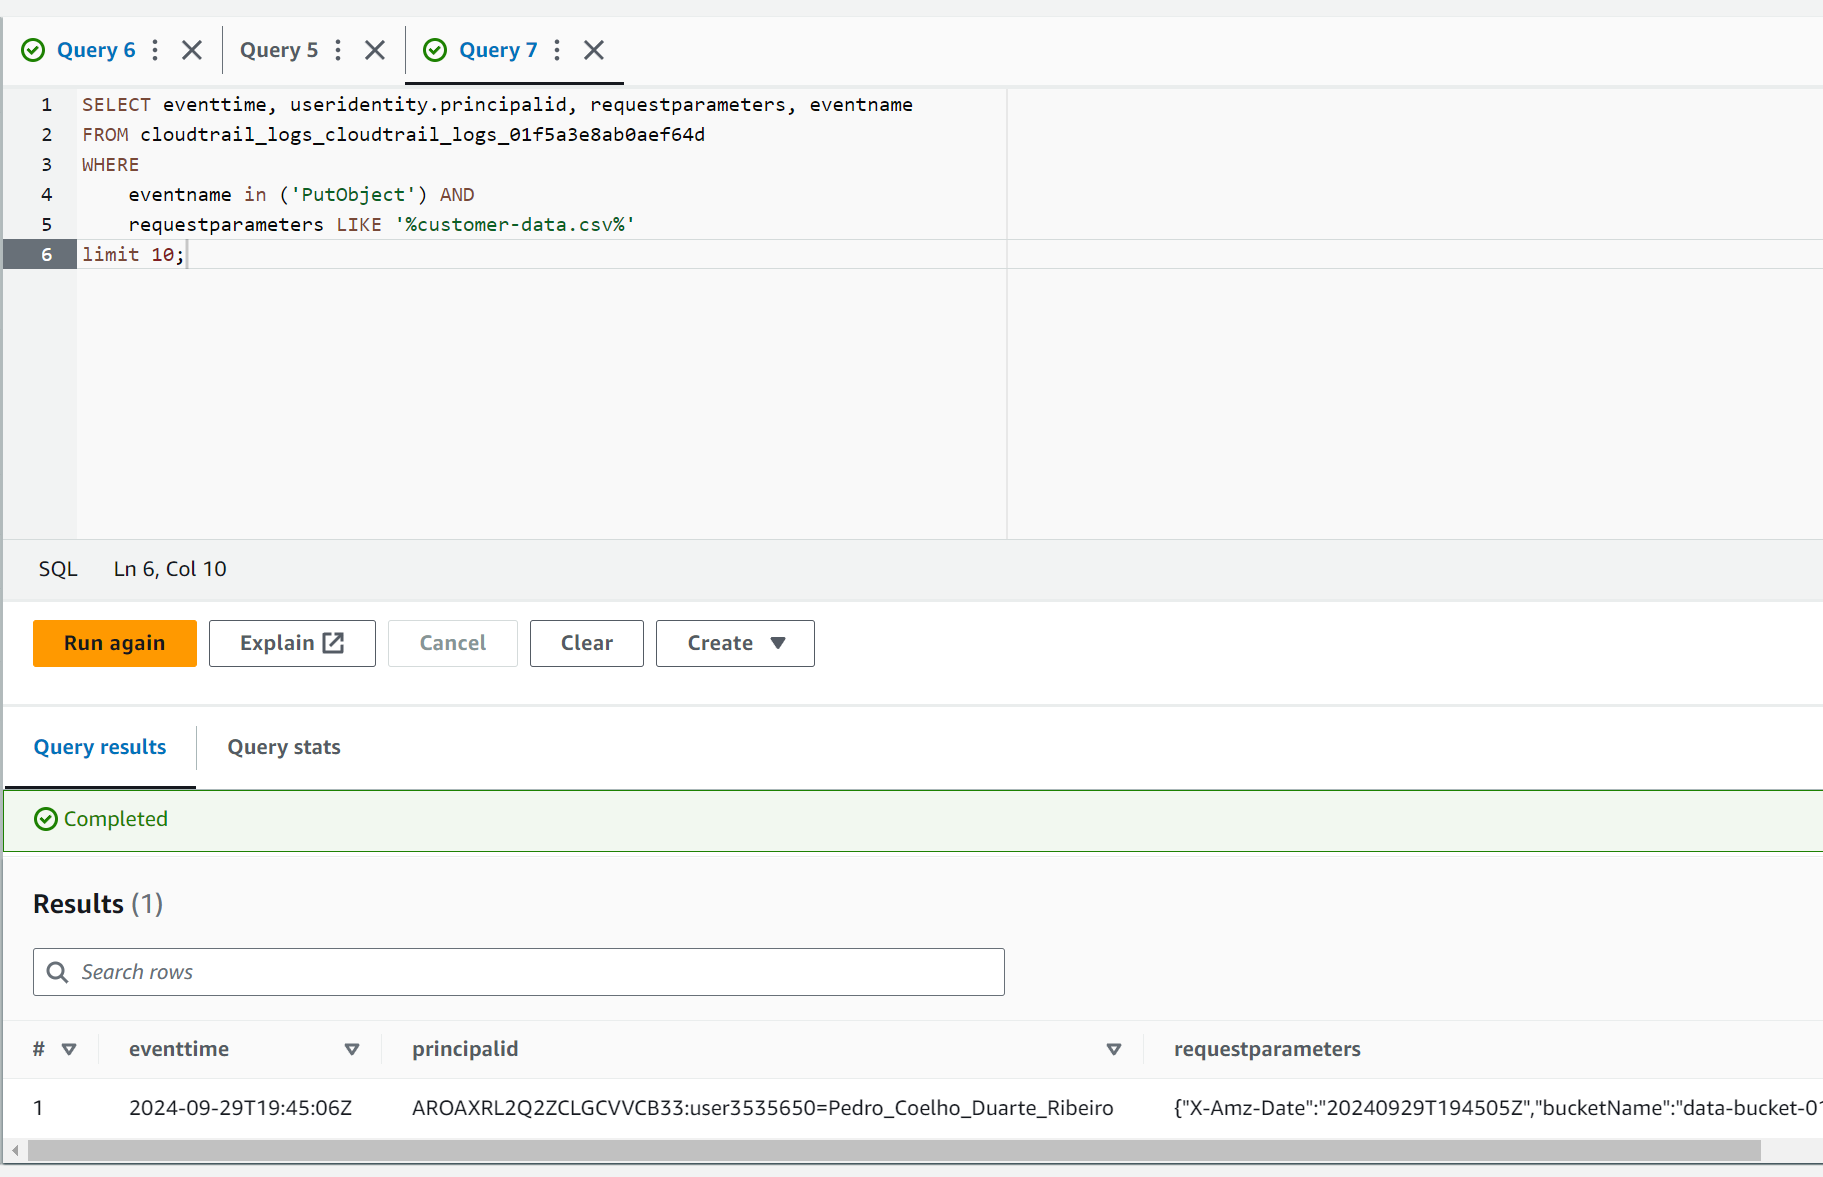 Query 6 Query 5 Query 7
1 SELECT eventtime, useridentity.principalid, requestparameters, eventname
2 FROM cloudtrail_logs_cloudtrail_logs_01f5a3e8ab0aef64d
3 WHERE
4 eventname in ('PutObject') AND
5 requestparameters LIKE '%customer-data.csv%'
6 limit 10;
SQL Ln 6, Col 10
Run again Explain Cancel Clear Create
Query results Query stats
Completed
Results (1)
Search rows
# eventtime principalid requestparameters
1 2024-09-29T19:45:06Z AROAXRL2Q2ZCLGCVVCB33:user3535650=Pedro_Coelho_Duarte_Ribeiro {"X-Amz-Date":"20240929T194505Z","bucketName":"data-bucket-01